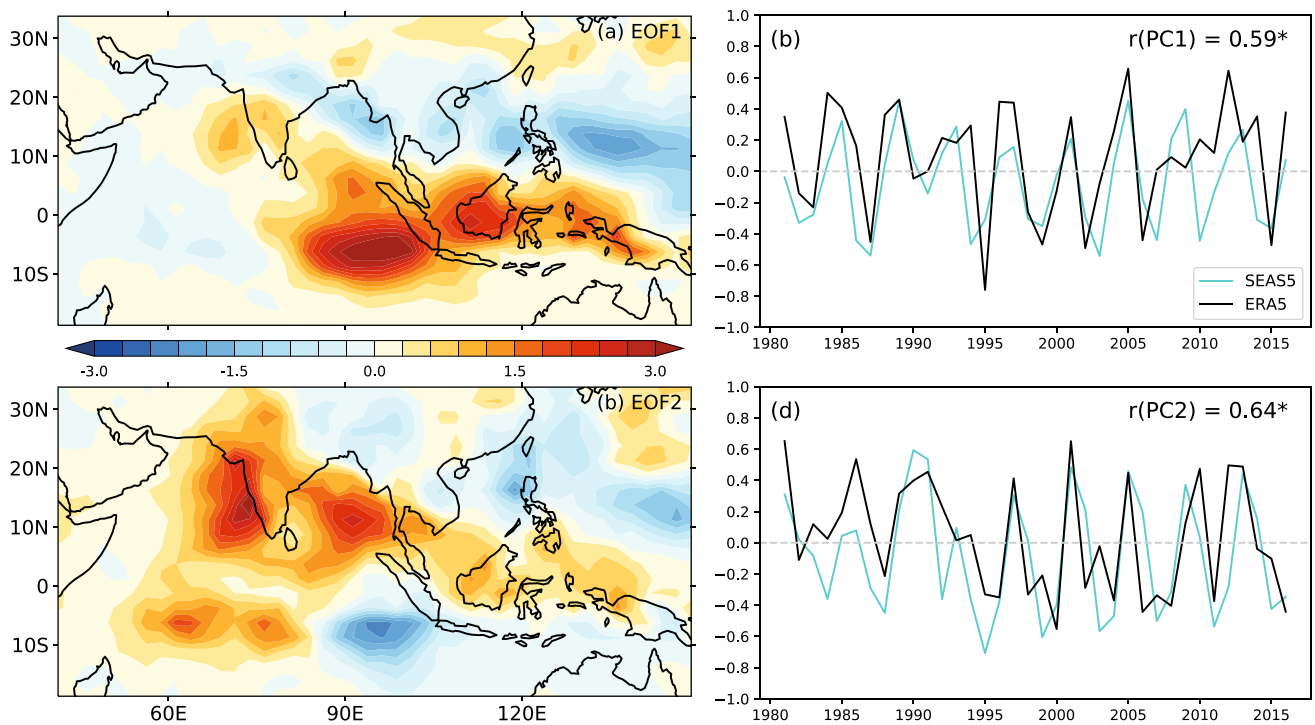 (a) EOF1
30N
20N
10N
0
10S
-3.0 -1.5 0.0 1.5 3.0
(b) r(PC1) = 0.59*
1.0
0.8
0.6
0.4
0.2
0.0
−0.2
−0.4
−0.6
−0.8
−1.0
SEAS5
ERA5
1980 1985 1990 1995 2000 2005 2010 2015
(b) EOF2
30N
20N
10N
0
10S
60E 90E 120E
(d) r(PC2) = 0.64*
1.0
0.8
0.6
0.4
0.2
0.0
−0.2
−0.4
−0.6
−0.8
−1.0
1980 1985 1990 1995 2000 2005 2010 2015